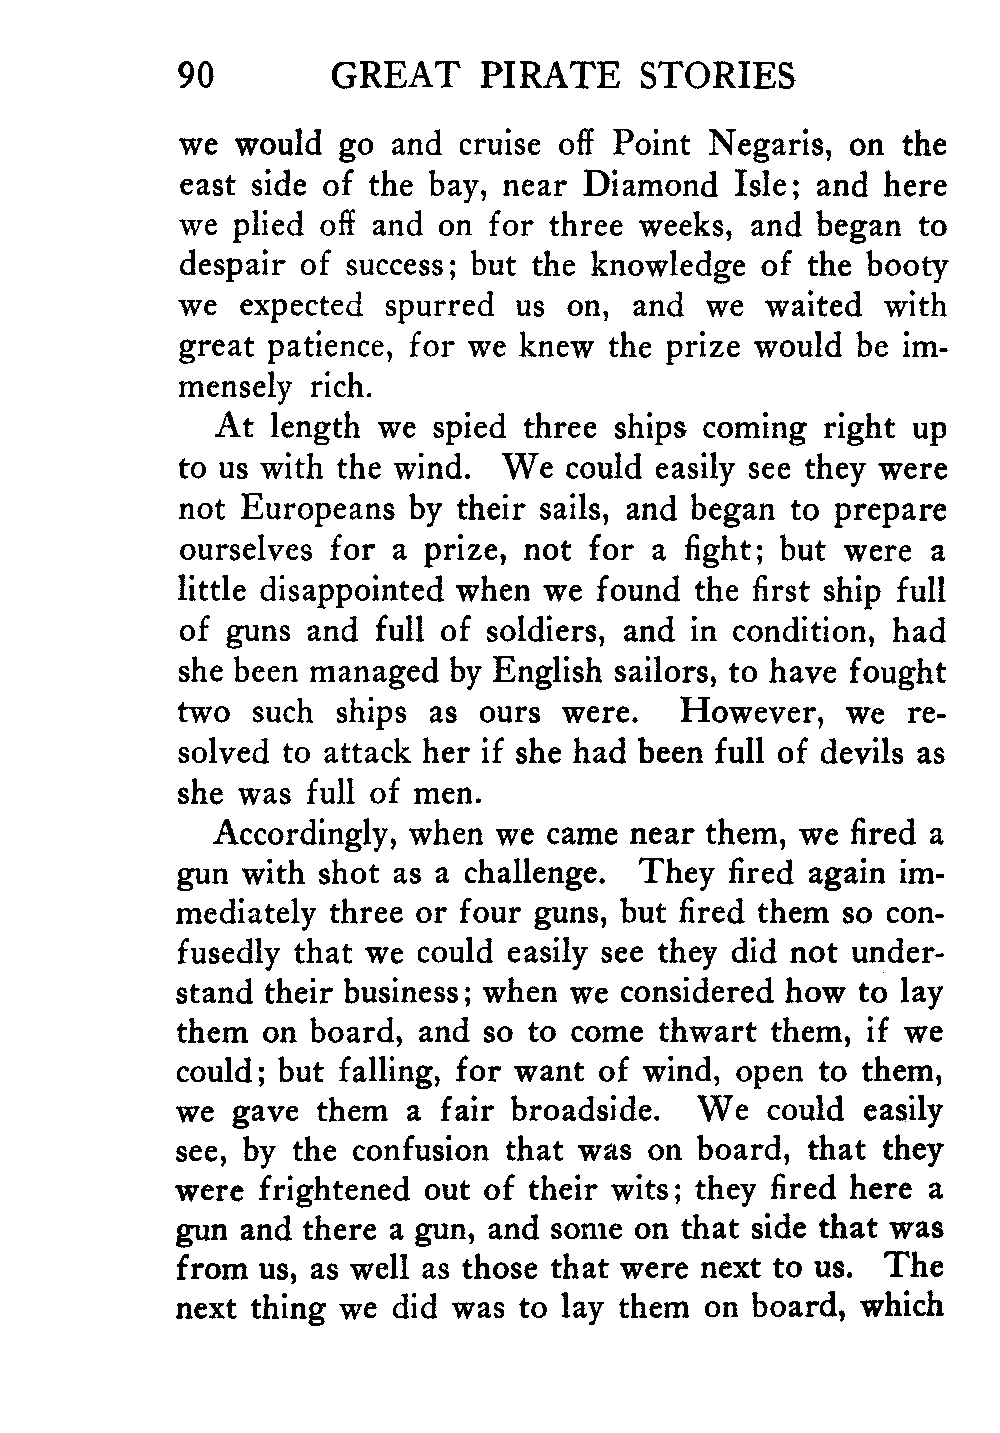 90 GREAT PIRATE STORIES
we would go and cruise off Point Negaris, on the
east side of the bay, near Diamond Isle; and here
we plied off and on for three weeks, and began to
despair of success; but the knowledge of the booty
we expected spurred us on, and we waited with
great patience, for we knew the prize would be im-
mensely rich.
At length we spied three ships coming right up
to us with the wind. We could easily see they were
not Europeans by their sails, and began to prepare
ourselves for a prize, not for a fight; but were a
little disappointed when we found the first ship full
of guns and full of soldiers, and in condition, had
she been managed by English sailors, to have fought
two such ships as ours were. However, we re-
solved to attack her if she had been full of devils as
she was full of men.
Accordingly, when we came near them, we fired a
gun with shot as a challenge. They fired again im-
mediately three or four guns, but fired them so con-
fusedly that we could easily see they did not under-
stand their business; when we considered how to lay
them on board, and so to come thwart them, if we
could; but falling, for want of wind, open to them,
we gave them a fair broadside. We could easily
see, by the confusion that was on board, that they
were frightened out of their wits; they fired here a
gun and there a gun, and some on that side that was
from us, as well as those that were next to us. The
next thing we did was to lay them on board, which